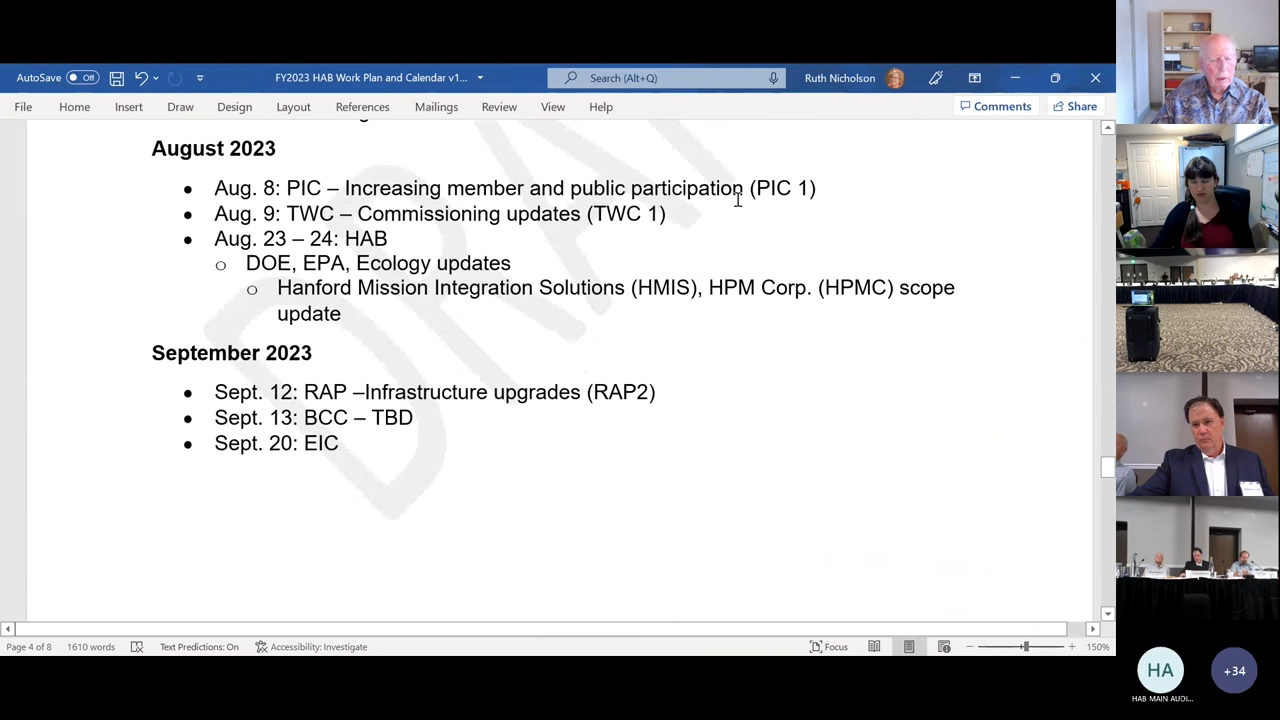 AutoSave Off
FY2023 HAB Work Plan and Calendar v1...
Search (Alt+Q)
Ruth Nicholson
File Home Insert Draw Design Layout References Mailings Review View Help
Comments Share
August 2023
• Aug. 8: PIC – Increasing member and public participation (PIC 1)
• Aug. 9: TWC – Commissioning updates (TWC 1)
• Aug. 23 – 24: HAB
o DOE, EPA, Ecology updates
o Hanford Mission Integration Solutions (HMIS), HPM Corp. (HPMC) scope
update
September 2023
• Sept. 12: RAP –Infrastructure upgrades (RAP2)
• Sept. 13: BCC – TBD
• Sept. 20: EIC
DRAFT
Page 4 of 8 1610 words Text Predictions: On Accessibility: Investigate Focus 150%
HA
HAB MAIN AUDI...
+34